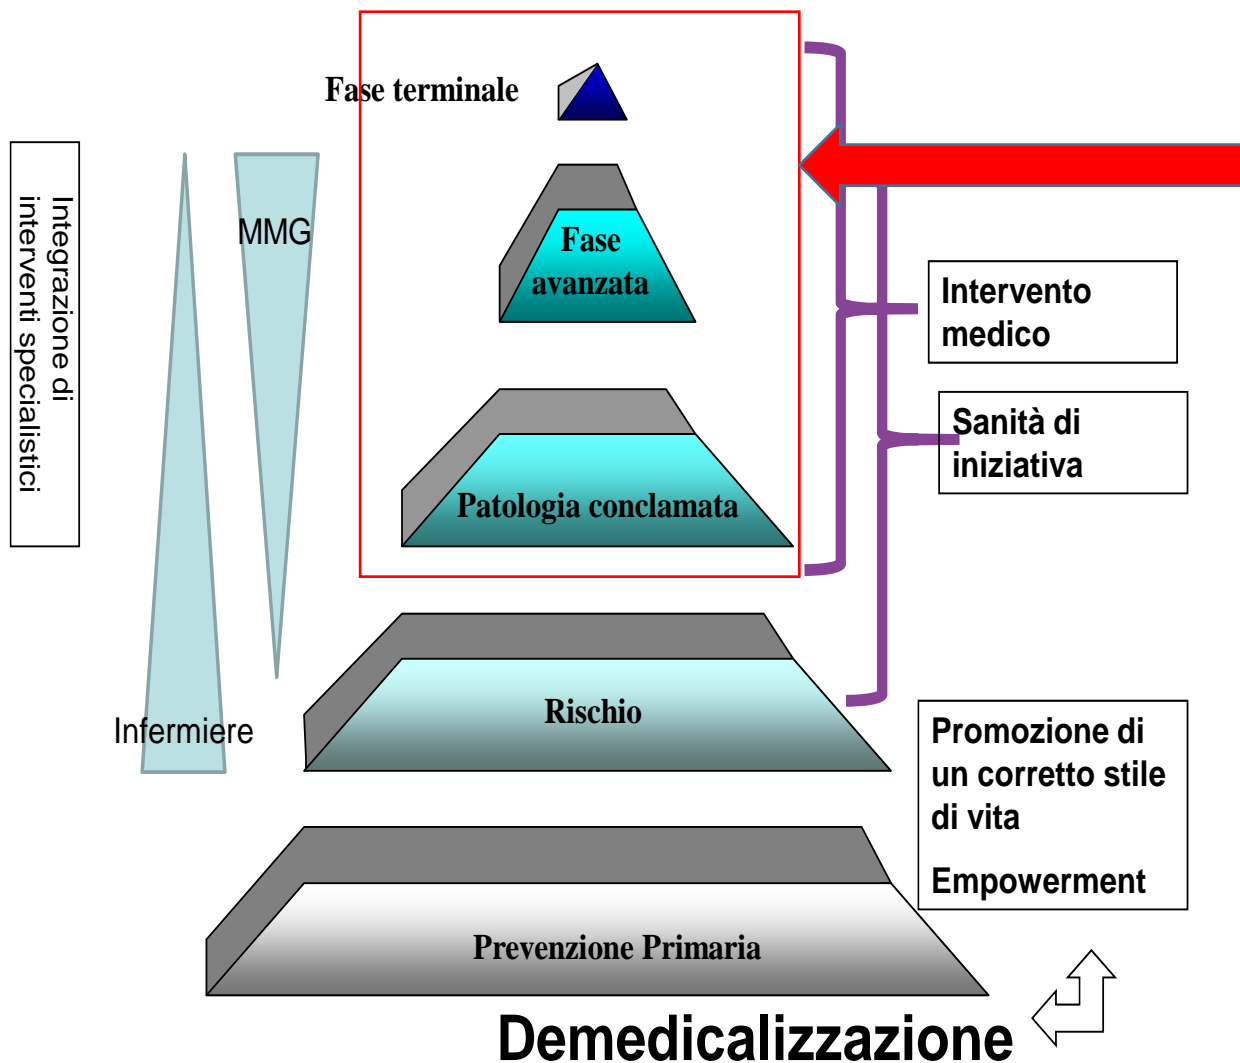 Fase terminale
Integrazione di
interventi specialistici
MMG
Fase
avanzata
Intervento
medico
Sanità di
iniziativa
Patologia conclamata
Rischio
Infermiere
Promozione di
un corretto stile
di vita
Empowerment
Prevenzione Primaria
Demedicalizzazione